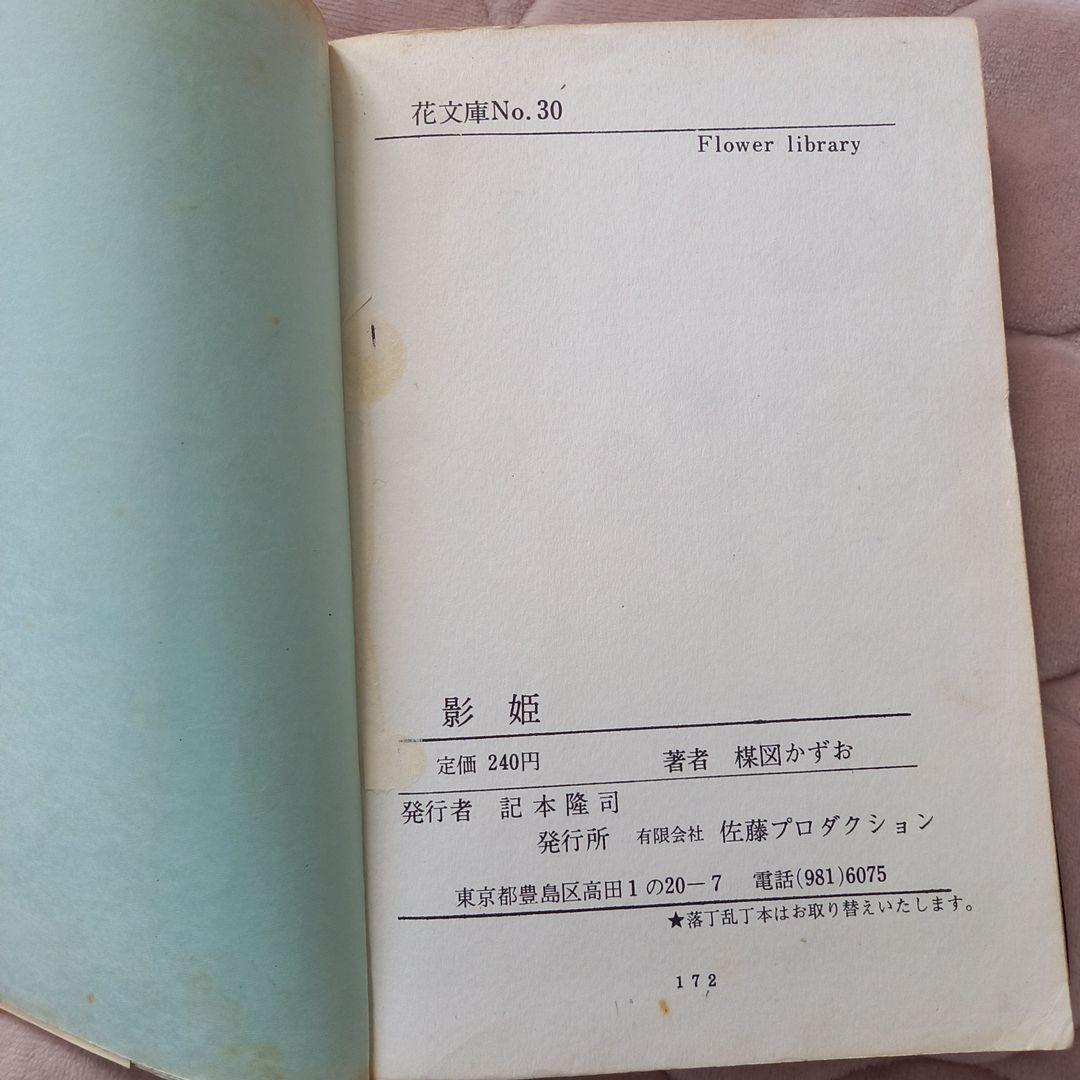 花文庫No.30
Flower library
影姫
定価 240円 著者 楳図かずお
発行者 記本隆司
発行所 有限会社 佐藤プロダクション
東京都豊島区高田1の20−7 電話(981)6075
★落丁乱丁本はお取り替えいたします。
172